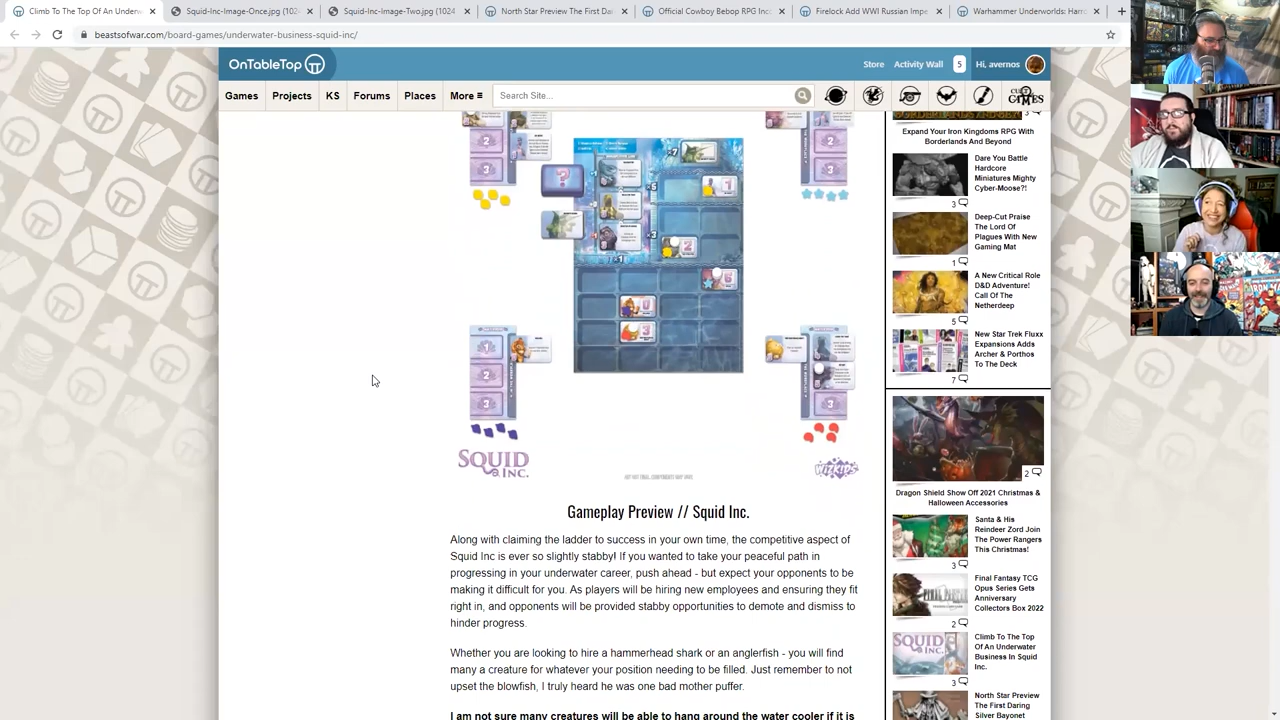 Climb To The Top Of An Underw
Squid-Inc-Image-Once.jpg (102
Squid-Inc-Image-Two.jpg (1024
North Star Preview The First Dari
Official Cowboy Bebop RPG Inc
Firelock Add WWI Russian Impe
Warhammer Underworlds: Harro
beastsofwar.com/board-games/underwater-business-squid-inc/
OnTableTop
Store
Activity Wall
5
Hi, avernos
Games
Projects
KS
Forums
Places
More
Search Site...
GAMES
2
3
2
3
?
2
3
2
3
SQUID
INC.
WIZKIDS
Gameplay Preview // Squid Inc.
Along with claiming the ladder to success in your own time, the competitive aspect of
Squid Inc is ever so slightly stabby! If you wanted to take your peaceful path in
progressing in your underwater career, push ahead - but expect your opponents to be
making it difficult for you. As players will be hiring new employees and ensuring they fit
right in, and opponents will be provided stabby opportunities to demote and dismiss to
hinder progress.
Whether you are looking to hire a hammerhead shark or an anglerfish - you will find
many a creature for whatever your position needing to be filled. Just remember to not
upset the blowfish, I truly heard he was one bad mother puffer.
I am not sure many creatures will be able to hang around the water cooler if it is
3
Expand Your Iron Kingdoms RPG With
Borderlands And Beyond
Dare You Battle
Hardcore
Miniatures Mighty
Cyber-Moose?!
3
Deep-Cut Praise
The Lord Of
Plagues With New
Gaming Mat
1
A New Critical Role
D&D Adventure!
Call Of The
Netherdeep
5
New Star Trek Fluxx
Expansions Adds
Archer & Porthos
To The Deck
7
2
Dragon Shield Show Off 2021 Christmas &
Halloween Accessories
Santa & His
Reindeer Zord Join
The Power Rangers
This Christmas!
3
Final Fantasy TCG
Opus Series Gets
Anniversary
Collectors Box 2022
2
Climb To The Top
Of An Underwater
Business In Squid
Inc.
SQUID
INC.
3
North Star Preview
The First Daring
Silver Bayonet